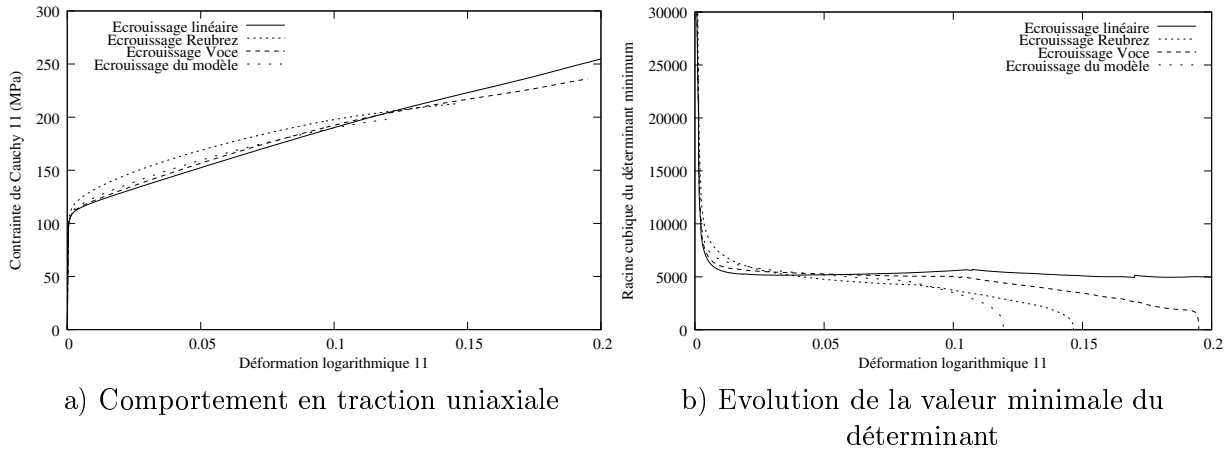 300
250
200
150
100
50
0
Contrainte de Cauchy 11 (MPa)
Ecrouissage linéaire
Ecrouissage Reubrez
Ecrouissage Voce
Ecrouissage du modèle
0 0.05 0.1 0.15 0.2
Déformation logarithmique 11
a) Comportement en traction uniaxiale
30000
25000
20000
15000
10000
5000
0
Racine cubique du déterminant minimum
Ecrouissage linéaire
Ecrouissage Reubrez
Ecrouissage Voce
Ecrouissage du modèle
0 0.05 0.1 0.15 0.2
Déformation logarithmique 11
b) Evolution de la valeur minimale du
déterminant